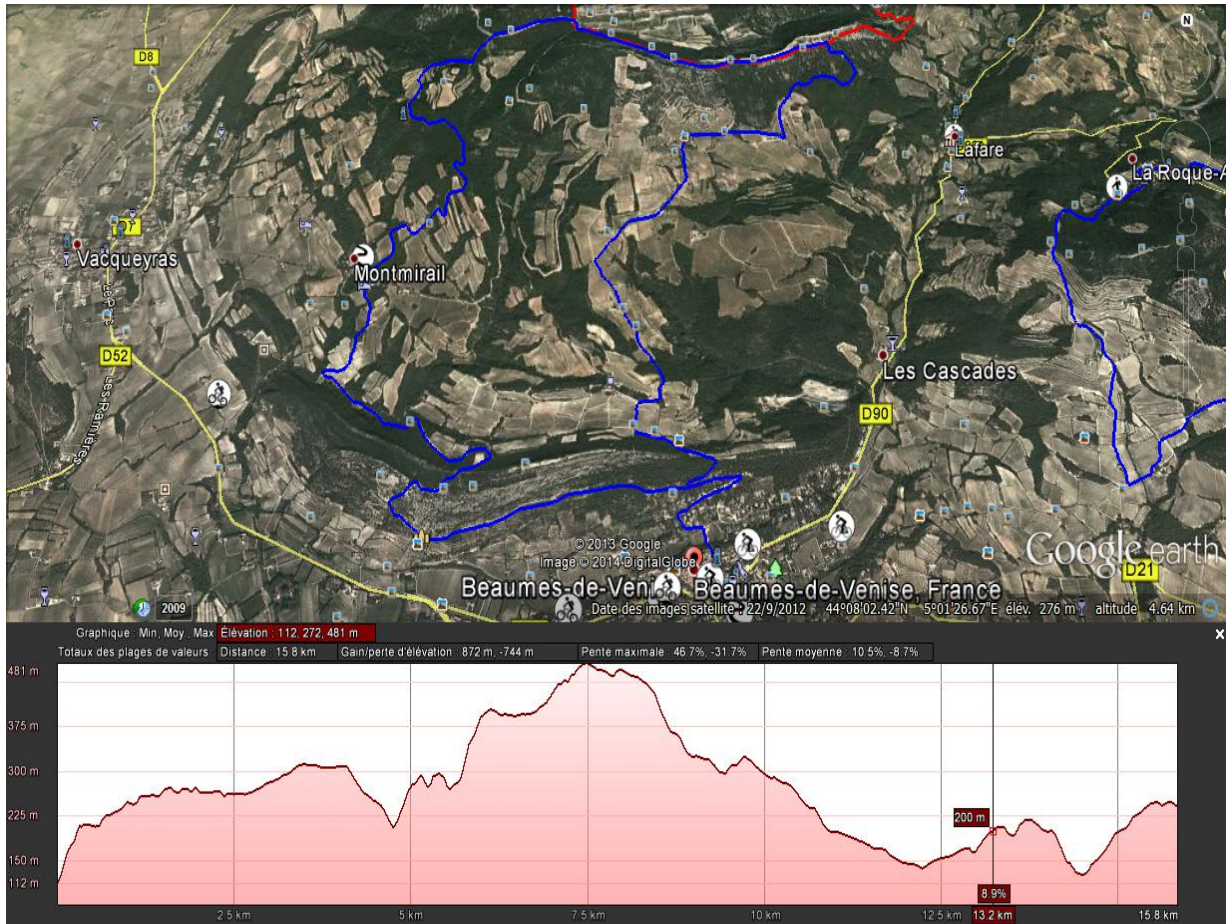 N
D8
Lafare
La Roque-A
D7
Vacqueyras
Montmirail
D52
Les Ramières
Les Cascades
D90
© 2013 Google
Image © 2014 DigitalGlobe
Google earth
D21
Beaumes-de-Veni
Beaumes-de-Venise, France
2009
Date des images satellite : 22/9/2012 44°08'02.42"N 5°01'26.67"E élév. 276 m altitude 4.64 km
Graphique : Min, Moy, Max Élévation : 112, 272, 481 m
x
Totaux des plages de valeurs : Distance : 15.8 km Gain/perte d'élévation : 872 m, -744 m Pente maximale : 46.7%, -31.7% Pente moyenne : 10.5%, -8.7%
481 m
375 m
300 m
225 m
200 m
150 m
112 m
8.9%
2.5 km 5 km 7.5 km 10 km 12.5 km 13.2 km 15.8 km